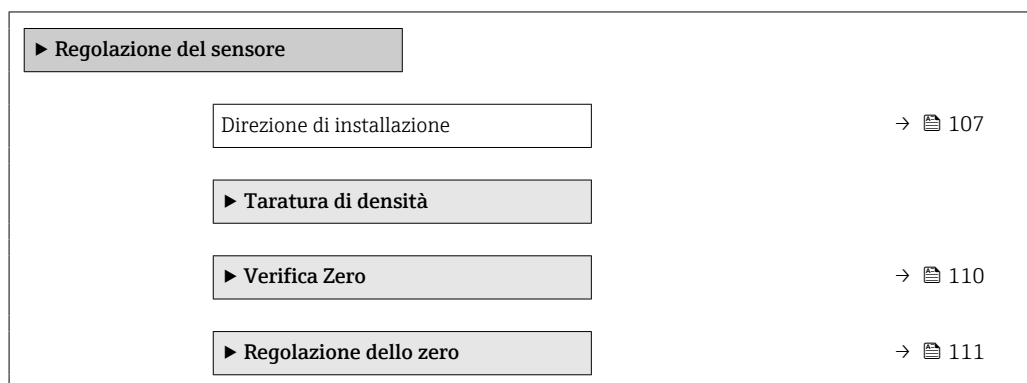 ▶ Regolazione del sensore
Direzione di installazione → 107
▶ Taratura di densità
▶ Verifica Zero → 110
▶ Regolazione dello zero → 111